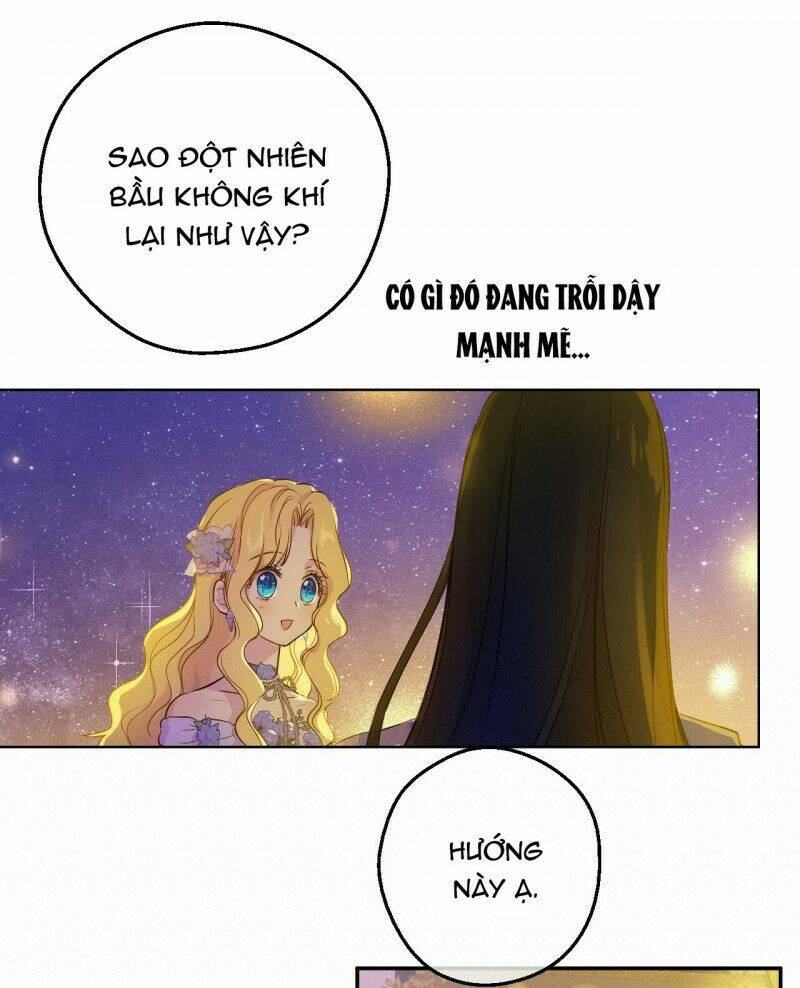 SAO ĐỘT NHIÊN
BẦU KHÔNG KHÍ
LẠI NHƯ VẬY?
CÓ GÌ ĐÓ ĐANG TRỖI DẬY
MẠNH MẼ...
HƯỚNG
NÀY Ạ.